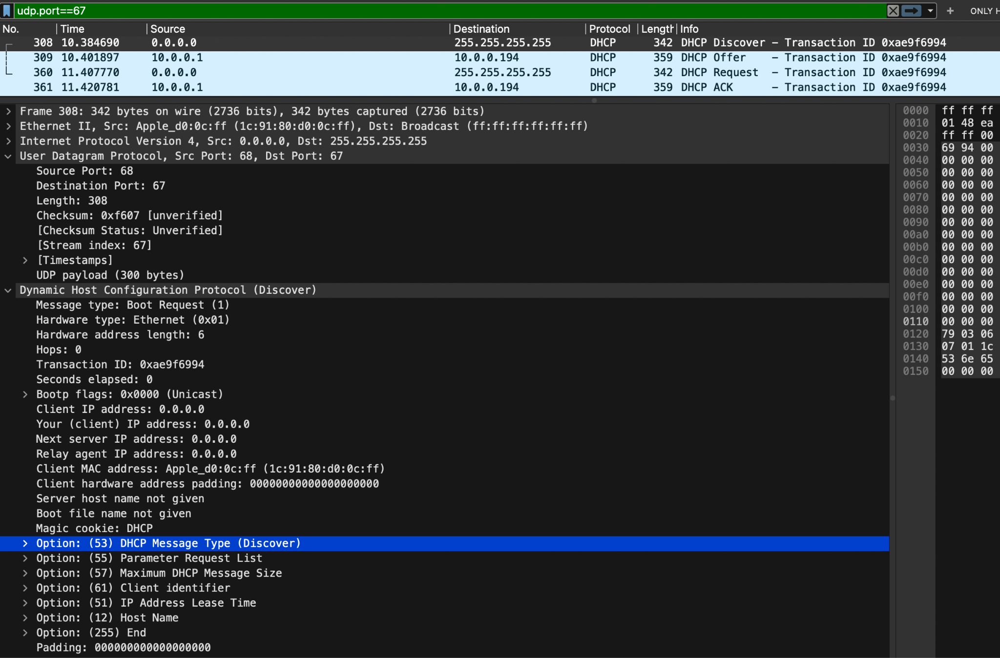 udp.port==67 ONLY H
No. Time Source Destination Protocol Length Info
308 10.384690 0.0.0.0 255.255.255.255 DHCP 342 DHCP Discover – Transaction ID 0xae9f6994
309 10.401897 10.0.0.1 10.0.0.194 DHCP 359 DHCP Offer – Transaction ID 0xae9f6994
360 11.407770 0.0.0.0 255.255.255.255 DHCP 342 DHCP Request – Transaction ID 0xae9f6994
361 11.420781 10.0.0.1 10.0.0.194 DHCP 359 DHCP ACK – Transaction ID 0xae9f6994
Frame 308: 342 bytes on wire (2736 bits), 342 bytes captured (2736 bits)
Ethernet II, Src: Apple_d0:0c:ff (1c:91:80:d0:0c:ff), Dst: Broadcast (ff:ff:ff:ff:ff:ff)
Internet Protocol Version 4, Src: 0.0.0.0, Dst: 255.255.255.255
User Datagram Protocol, Src Port: 68, Dst Port: 67
Source Port: 68
Destination Port: 67
Length: 308
Checksum: 0xf607 [unverified]
[Checksum Status: Unverified]
[Stream index: 67]
[Timestamps]
UDP payload (300 bytes)
Dynamic Host Configuration Protocol (Discover)
Message type: Boot Request (1)
Hardware type: Ethernet (0x01)
Hardware address length: 6
Hops: 0
Transaction ID: 0xae9f6994
Seconds elapsed: 0
Bootp flags: 0x0000 (Unicast)
Client IP address: 0.0.0.0
Your (client) IP address: 0.0.0.0
Next server IP address: 0.0.0.0
Relay agent IP address: 0.0.0.0
Client MAC address: Apple_d0:0c:ff (1c:91:80:d0:0c:ff)
Client hardware address padding: 00000000000000000000
Server host name not given
Boot file name not given
Magic cookie: DHCP
Option: (53) DHCP Message Type (Discover)
Option: (55) Parameter Request List
Option: (57) Maximum DHCP Message Size
Option: (61) Client identifier
Option: (51) IP Address Lease Time
Option: (12) Host Name
Option: (255) End
Padding: 000000000000000000
0000 ff ff ff
0010 01 48 ea
0020 ff ff 00
0030 69 94 00
0040 00 00 00
0050 00 00 00
0060 00 00 00
0070 00 00 00
0080 00 00 00
0090 00 00 00
00a0 00 00 00
00b0 00 00 00
00c0 00 00 00
00d0 00 00 00
00e0 00 00 00
00f0 00 00 00
0100 00 00 00
0110 00 00 00
0120 79 03 06
0130 07 01 1c
0140 53 6e 65
0150 00 00 00